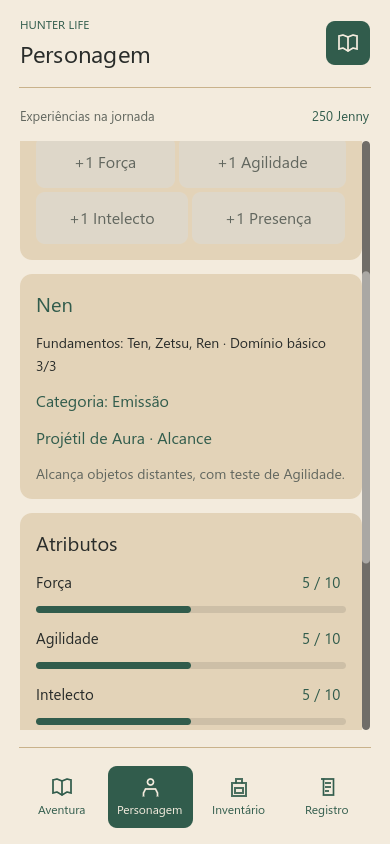 HUNTER LIFE
Personagem
Experiências na jornada
250 Jenny
+1 Força
+1 Agilidade
+1 Intelecto
+1 Presença
Nen
Fundamentos: Ten, Zetsu, Ren · Domínio básico
3/3
Categoria: Emissão
Projétil de Aura · Alcance
Alcança objetos distantes, com teste de Agilidade.
Atributos
Força
5 / 10
Agilidade
5 / 10
Intelecto
5 / 10
Aventura
Personagem
Inventário
Registro